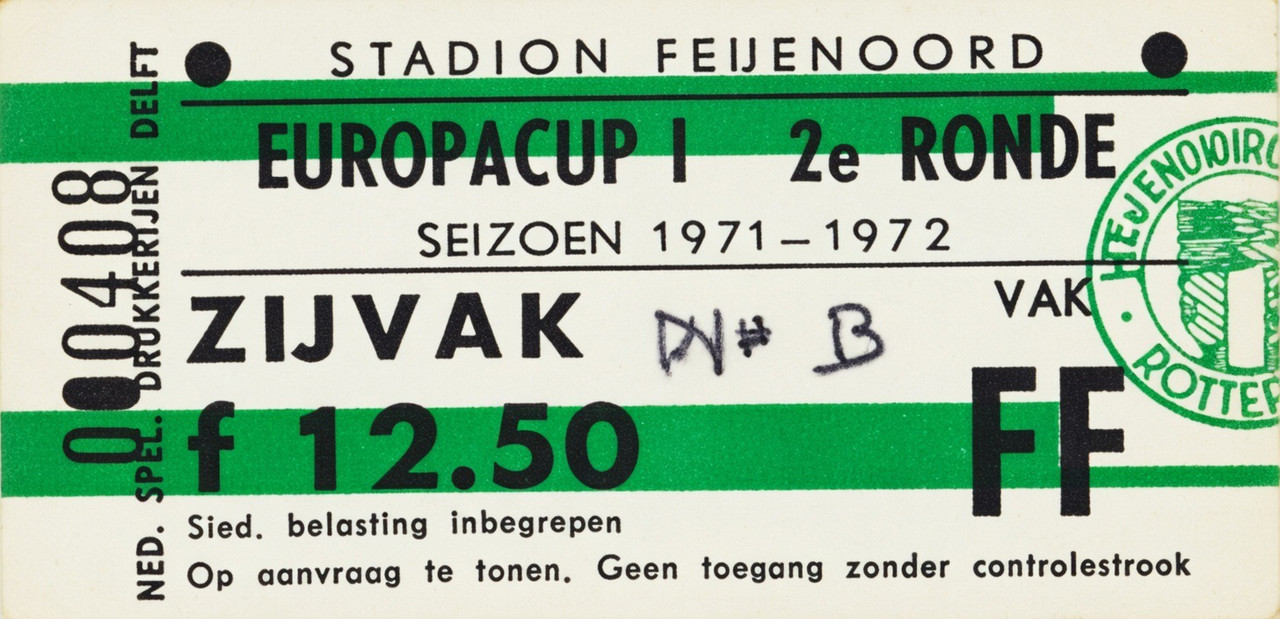 STADION FEIJENOORD
EUROPACUP I 2e RONDE
SEIZOEN 1971–1972
ZIJVAK
B
VAK
FF
f 12.50
Sied. belasting inbegrepen
Op aanvraag te tonen. Geen toegang zonder controlestrook
NED. SPEL. DRUKKERIJEN DELFT
ROTTER